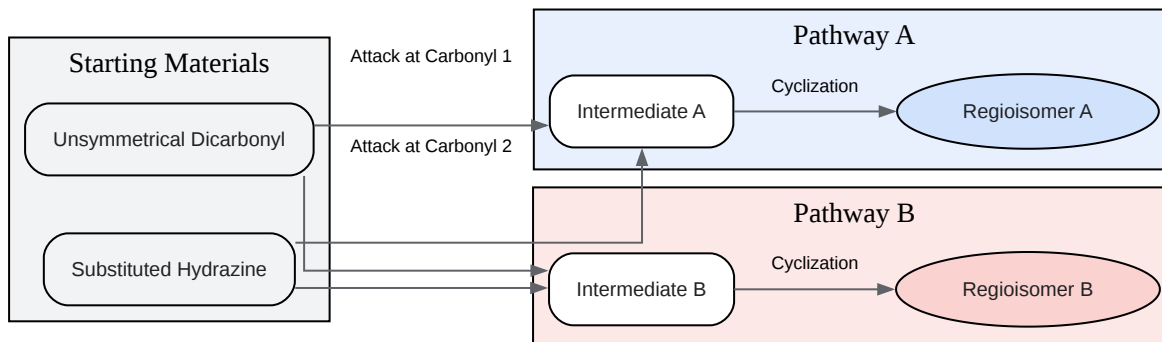 Starting Materials
Unsymmetrical Dicarbonyl
Substituted Hydrazine
Attack at Carbonyl 1
Attack at Carbonyl 2
Pathway A
Intermediate A
Cyclization
Regioisomer A
Pathway B
Intermediate B
Cyclization
Regioisomer B